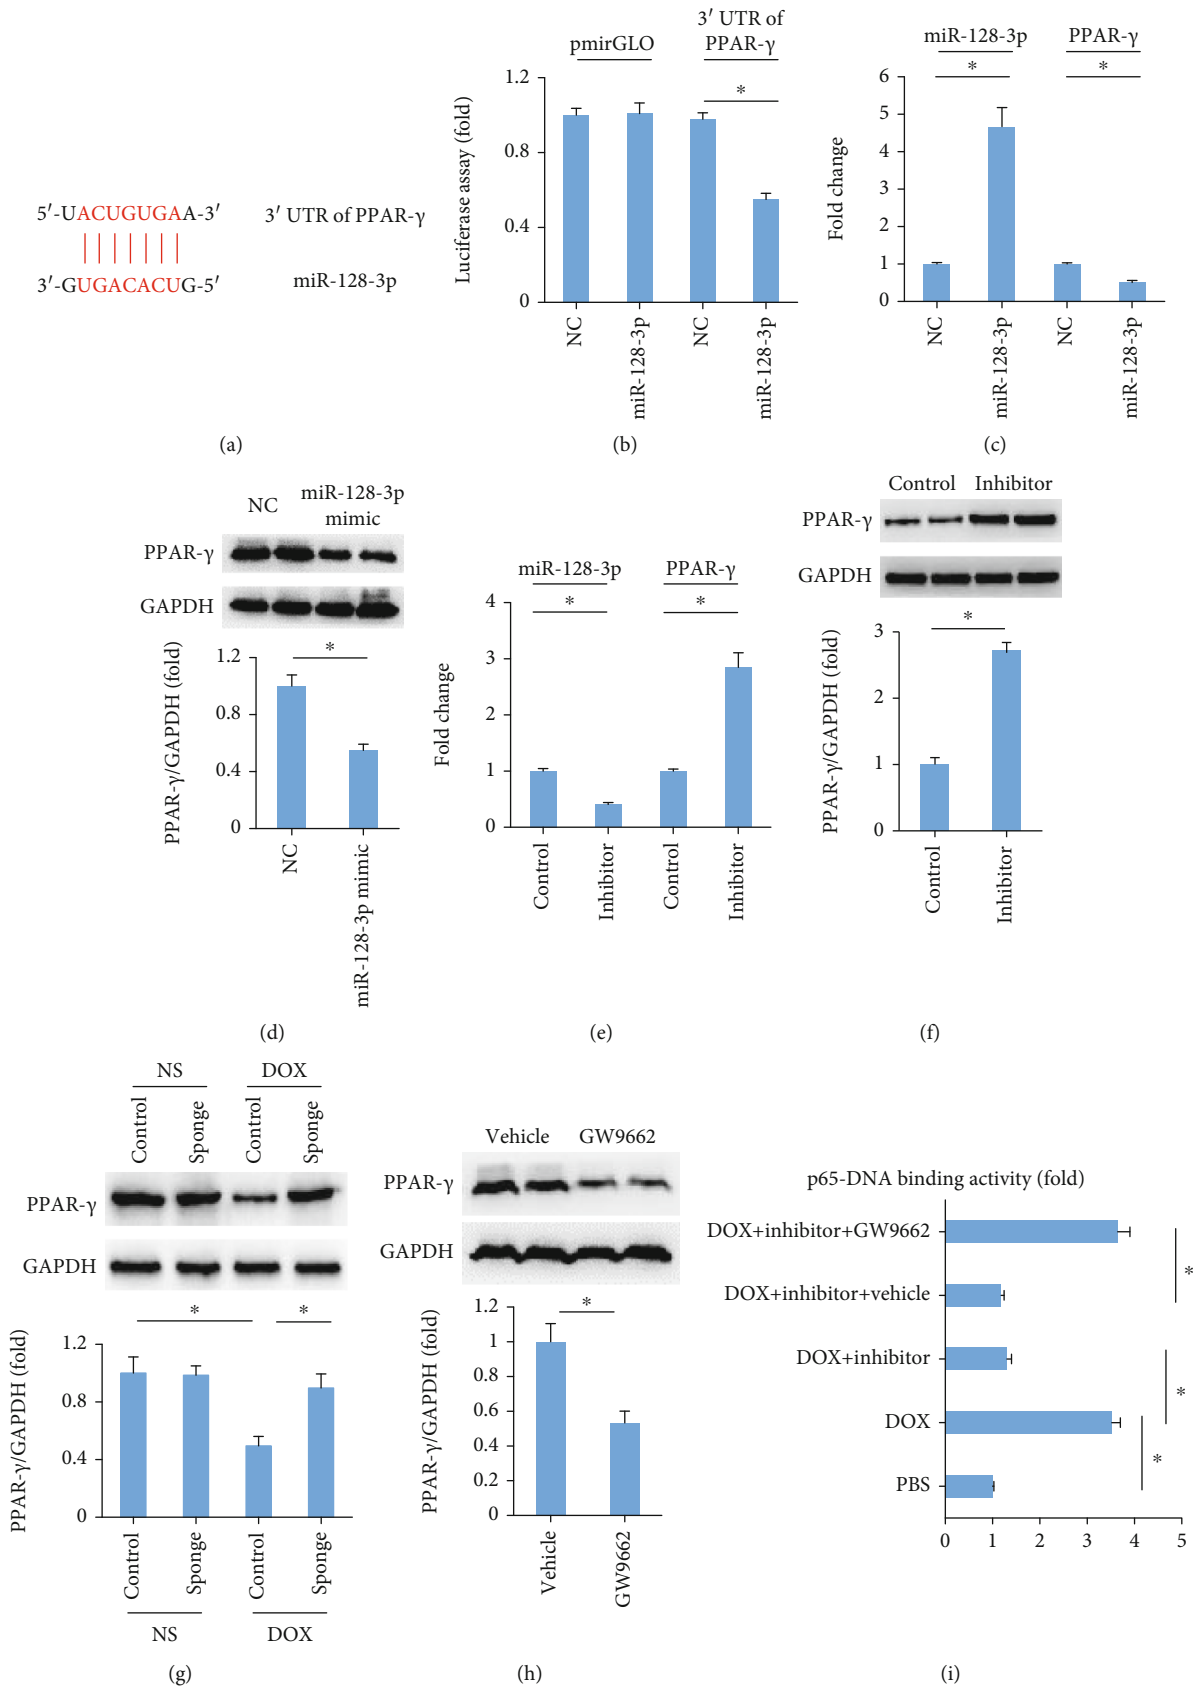 5′-UACUGUGAA-3′ 3′ UTR of PPAR-γ
3′-GUGACACUG-5′ miR-128-3p
(a)
3′ UTR of
pmirGLO PPAR-γ
*
Luciferase assay (fold)
1.2
0.8
0.4
0
NC
miR-128-3p
NC
miR-128-3p
(b)
miR-128-3p PPAR-γ
* *
Fold change
6
5
4
3
2
1
0
NC
miR-128-3p
NC
miR-128-3p
(c)
NC miR-128-3p
mimic
PPAR-γ
GAPDH
*
PPAR-γ/GAPDH (fold)
1.2
0.8
0.4
0
NC
miR-128-3p mimic
(d)
miR-128-3p PPAR-γ
* *
Fold change
4
3
2
1
0
Control
Inhibitor
Control
Inhibitor
(e)
Control Inhibitor
PPAR-γ
GAPDH
*
PPAR-γ/GAPDH (fold)
3
2
1
0
Control
Inhibitor
(f)
NS DOX
Control
Sponge
Control
Sponge
PPAR-γ
GAPDH
* *
PPAR-γ/GAPDH (fold)
1.2
0.8
0.4
0
Control
Sponge
Control
Sponge
NS DOX
(g)
Vehicle GW9662
PPAR-γ
GAPDH
*
PPAR-γ/GAPDH (fold)
1.2
1
0.8
0.6
0.4
0.2
0
Vehicle
GW9662
(h)
p65-DNA binding activity (fold)
DOX+inhibitor+GW9662
*
DOX+inhibitor+vehicle
DOX+inhibitor
*
DOX
*
PBS
0 1 2 3 4 5
(i)